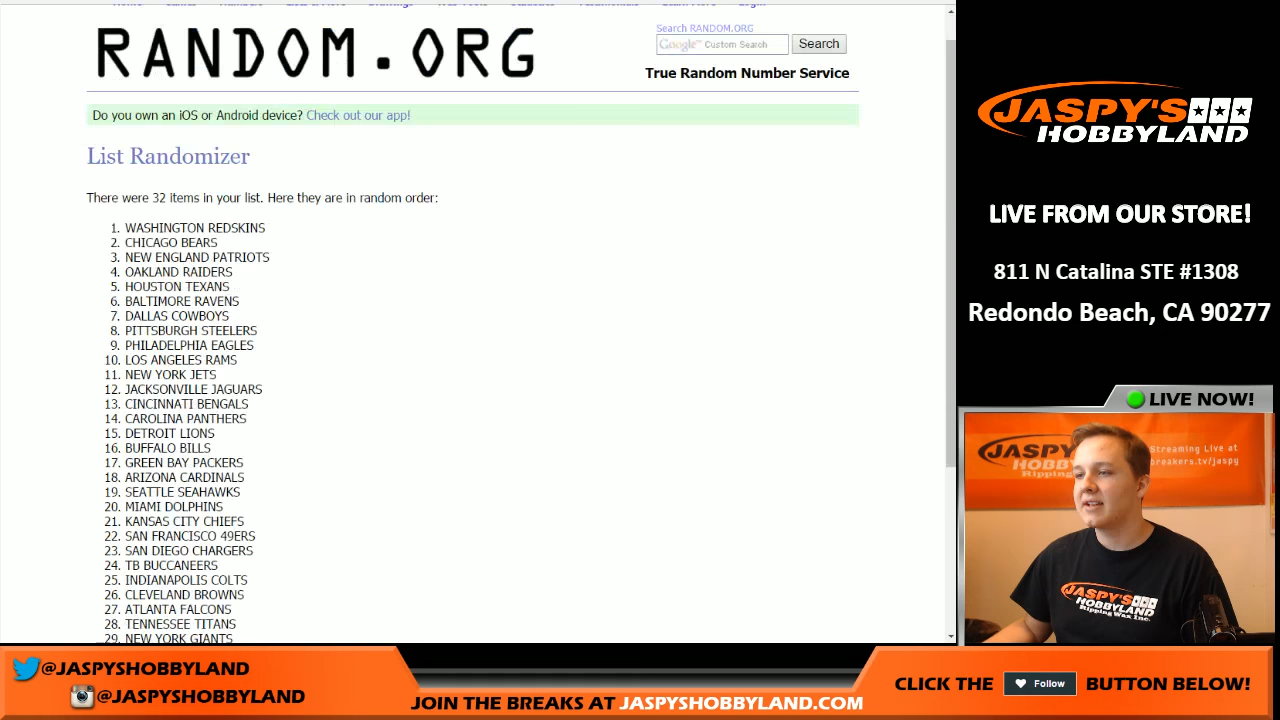 RANDOM.ORG
Search RANDOM.ORG
Google™ Custom Search
Search
True Random Number Service
Do you own an iOS or Android device? Check out our app!
List Randomizer
There were 32 items in your list. Here they are in random order:
1. WASHINGTON REDSKINS
2. CHICAGO BEARS
3. NEW ENGLAND PATRIOTS
4. OAKLAND RAIDERS
5. HOUSTON TEXANS
6. BALTIMORE RAVENS
7. DALLAS COWBOYS
8. PITTSBURGH STEELERS
9. PHILADELPHIA EAGLES
10. LOS ANGELES RAMS
11. NEW YORK JETS
12. JACKSONVILLE JAGUARS
13. CINCINNATI BENGALS
14. CAROLINA PANTHERS
15. DETROIT LIONS
16. BUFFALO BILLS
17. GREEN BAY PACKERS
18. ARIZONA CARDINALS
19. SEATTLE SEAHAWKS
20. MIAMI DOLPHINS
21. KANSAS CITY CHIEFS
22. SAN FRANCISCO 49ERS
23. SAN DIEGO CHARGERS
24. TB BUCCANEERS
25. INDIANAPOLIS COLTS
26. CLEVELAND BROWNS
27. ATLANTA FALCONS
28. TENNESSEE TITANS
29. NEW YORK GIANTS
JASPY'S
HOBBYLAND
LIVE FROM OUR STORE!
811 N Catalina STE #1308
Redondo Beach, CA 90277
LIVE NOW!
JASPY
HOBB
Ripping
Streaming Live at
breakers.tv/jaspy
JASPY'S
HOBBYLAND
Ripping Wax Inc.
@JASPYSHOBBYLAND
@JASPYSHOBBYLAND
JOIN THE BREAKS AT JASPYSHOBBYLAND.COM
CLICK THE Follow BUTTON BELOW!